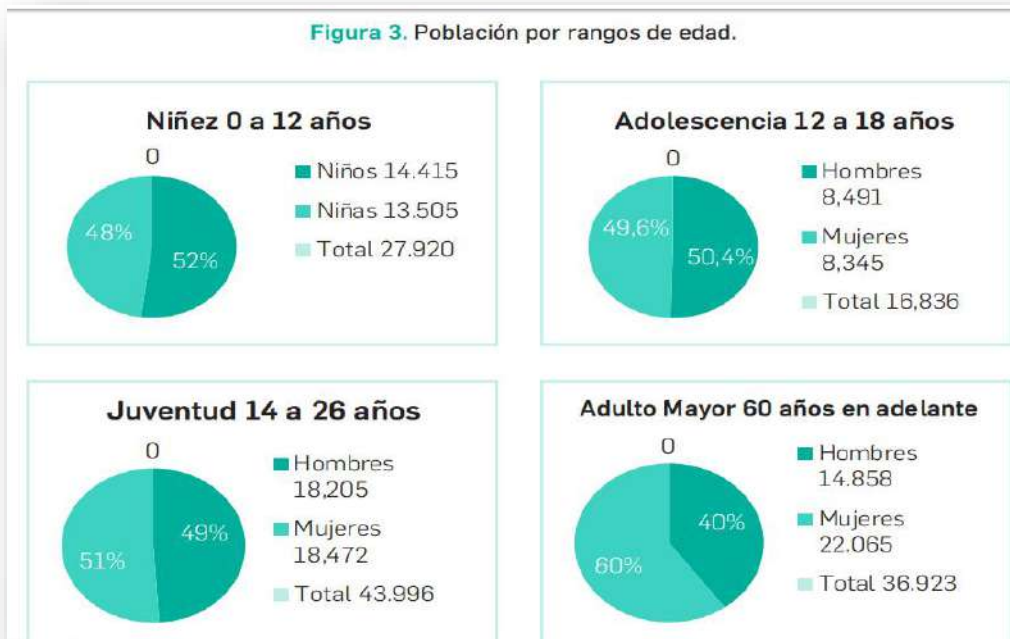 Figura 3. Población por rangos de edad.
Niñez 0 a 12 años
0
48%
52%
Niños 14.415
Niñas 13.505
Total 27.920
Adolescencia 12 a 18 años
0
49,6%
50,4%
Hombres
8,491
Mujeres
8,345
Total 16,836
Juventud 14 a 26 años
0
49%
51%
Hombres
18,205
Mujeres
18,472
Total 43.996
Adulto Mayor 60 años en adelante
0
40%
60%
Hombres
14.858
Mujeres
22.065
Total 36.923